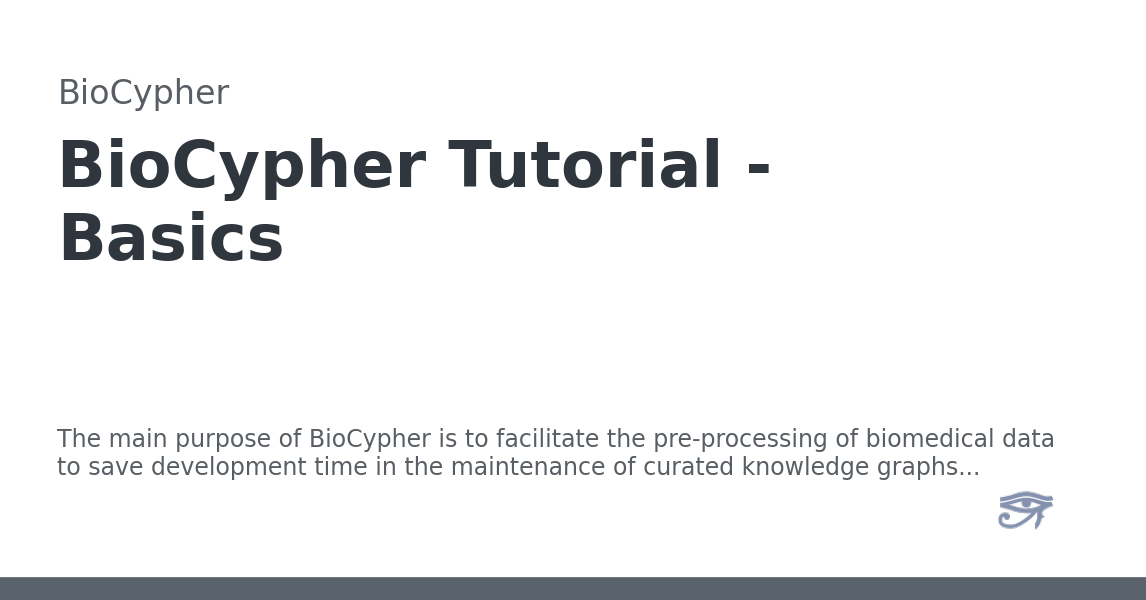 BioCypher
BioCypher Tutorial -
Basics
The main purpose of BioCypher is to facilitate the pre-processing of biomedical data
to save development time in the maintenance of curated knowledge graphs...